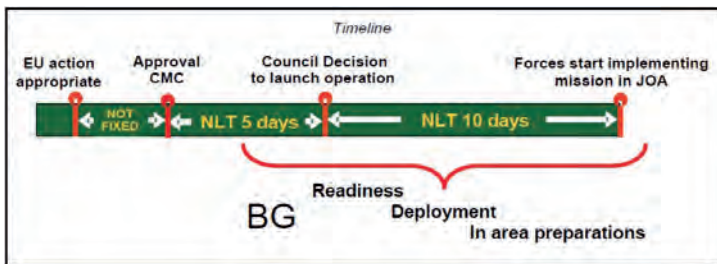 Timeline
EU action
appropriate
Approval
CMC
Council Decision
to launch operation
Forces start implementing
mission in JOA
NOT
FIXED
NLT 5 days
NLT 10 days
Readiness
BG
Deployment
In area preparations